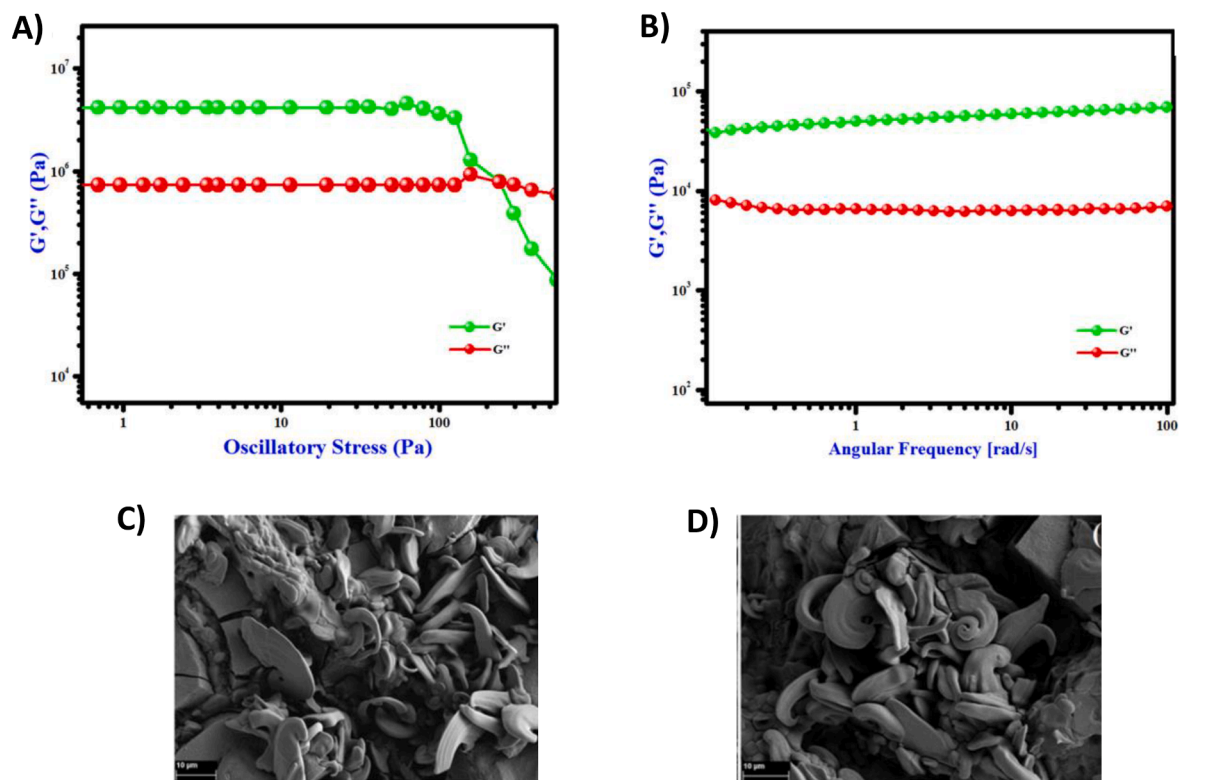 A)
10⁷
10⁶
10⁵
10⁴
G',G'' (Pa)
G'
G''
1
10
100
Oscillatory Stress (Pa)
B)
10⁵
10⁴
10³
10²
G',G'' (Pa)
G'
G''
1
10
100
Angular Frequency [rad/s]
C)
10 µm
D)
10 µm